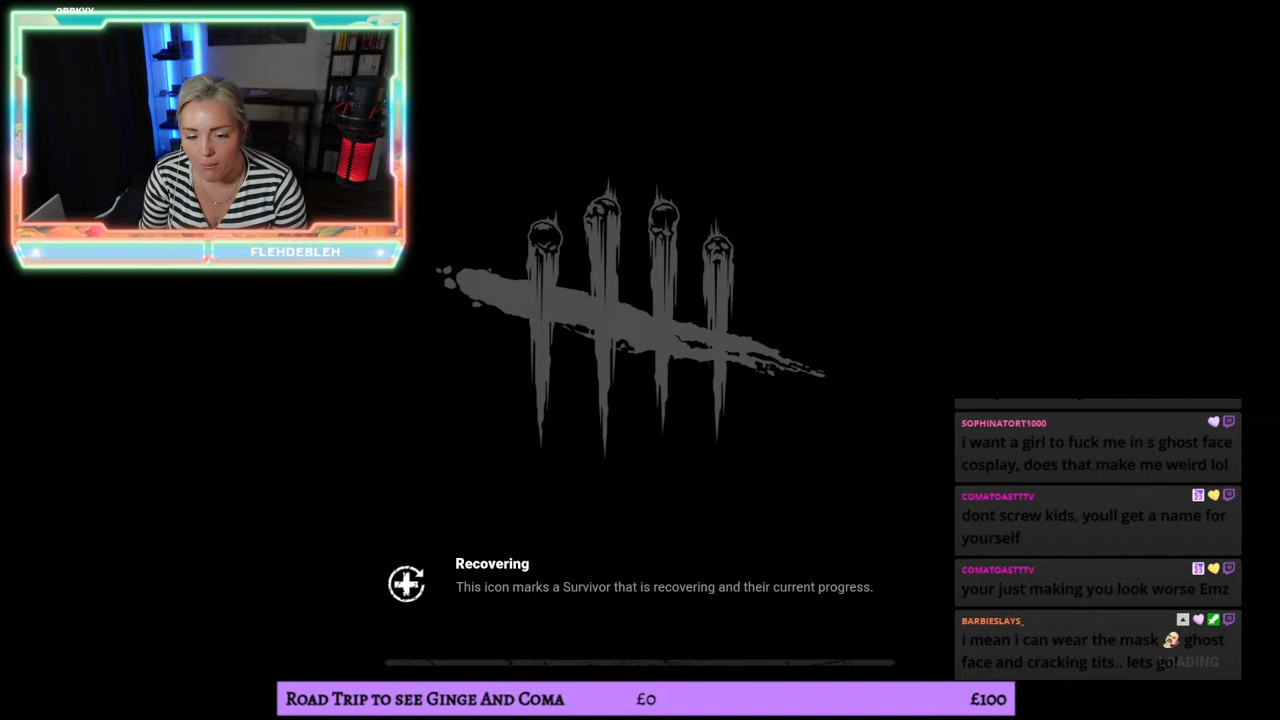 OBRKYY
FLEHDEBLEH
SOPHINATORT1000
i want a girl to fuck me in s ghost face
cosplay, does that make me weird lol
COMATOASTTTV
dont screw kids, youll get a name for
yourself
COMATOASTTTV
your just making you look worse Emz
BARBIESLAYS_
i mean i can wear the mask ghost
face and cracking tits.. lets go!
LOADING
Recovering
This icon marks a Survivor that is recovering and their current progress.
ROAD TRIP TO SEE GINGE AND COMA £0 £100